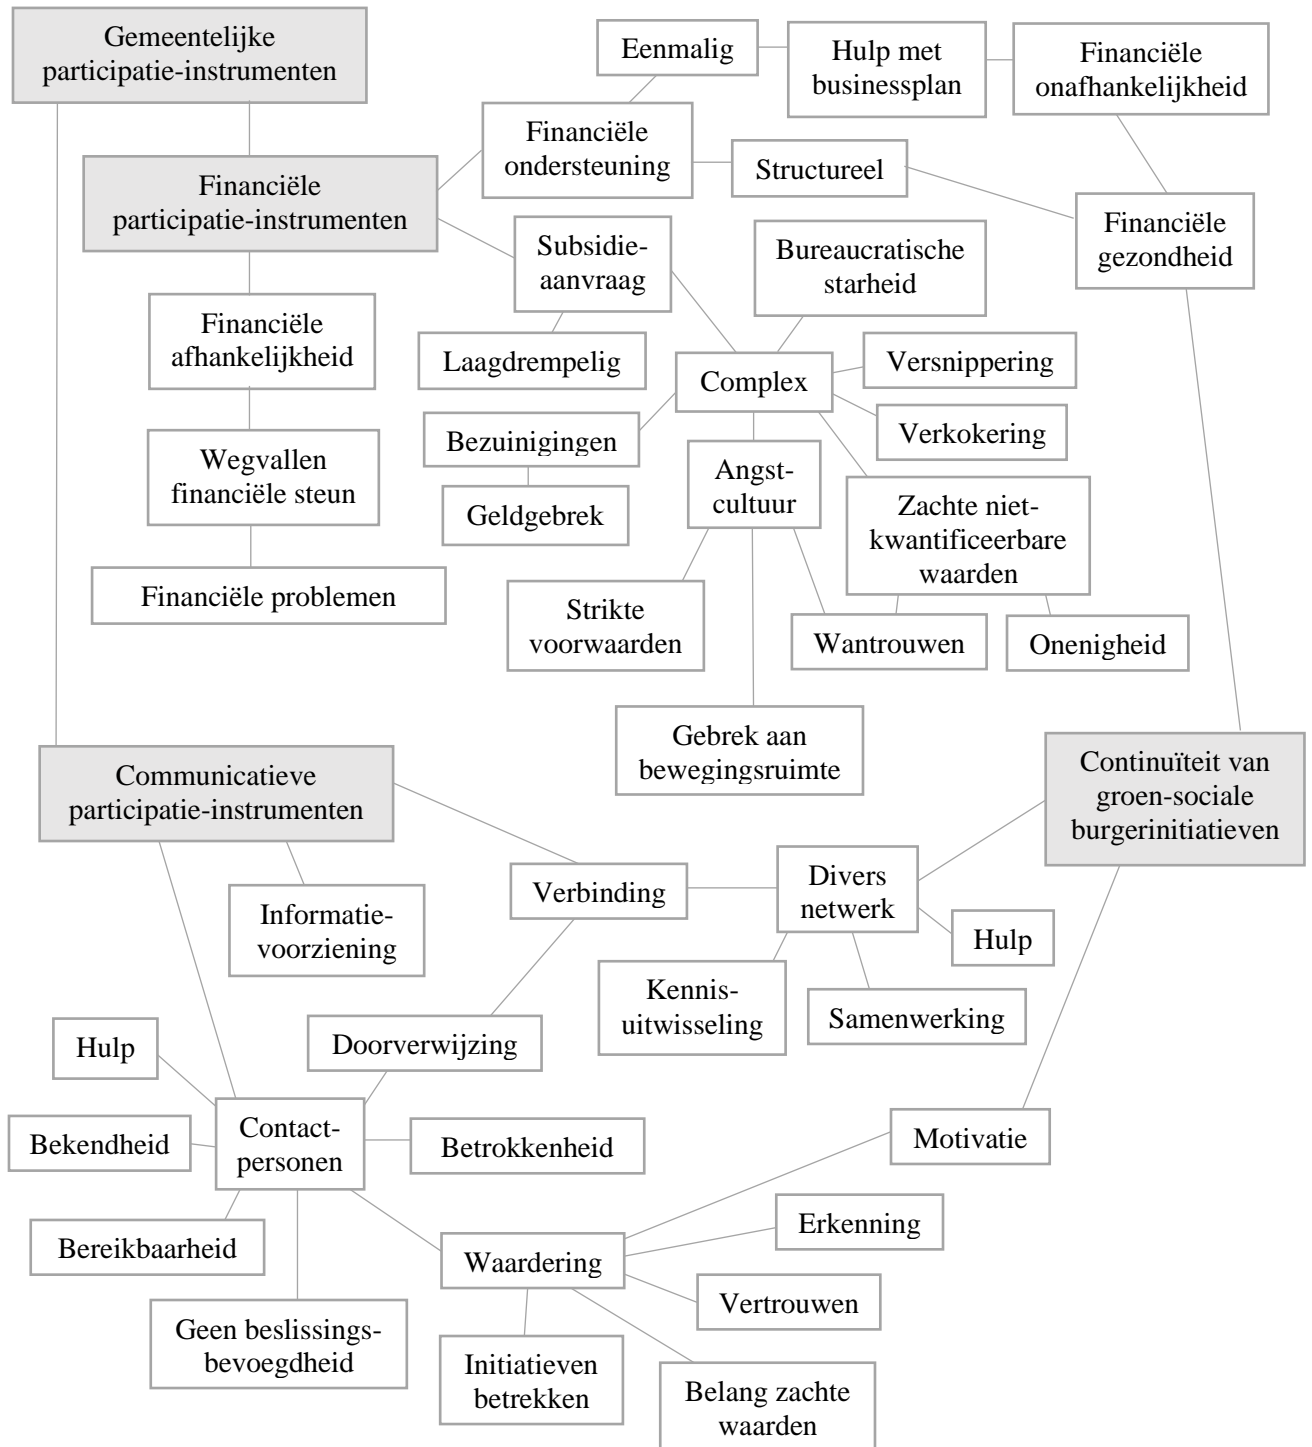 Gemeentelijke
participatie-instrumenten
Eenmalig
Hulp met
businessplan
Financiële
onafhankelijkheid
Financiële
ondersteuning
Structureel
Financiële
participatie-instrumenten
Financiële
gezondheid
Subsidie-
aanvraag
Bureaucratische
starheid
Financiële
afhankelijkheid
Laagdrempelig
Complex
Versnippering
Verkokering
Bezuinigingen
Wegvallen
financiële steun
Geldgebrek
Angst-
cultuur
Zachte niet-
kwantificeerbare
waarden
Financiële problemen
Strikte
voorwaarden
Wantrouwen
Onenigheid
Gebrek aan
bewegingsruimte
Communicatieve
participatie-instrumenten
Continuïteit van
groen-sociale
burgerinitiatieven
Verbinding
Divers
netwerk
Informatie-
voorziening
Hulp
Kennis-
uitwisseling
Samenwerking
Hulp
Doorverwijzing
Bekendheid
Contact-
personen
Betrokkenheid
Motivatie
Bereikbaarheid
Waardering
Erkenning
Vertrouwen
Geen beslissings-
bevoegdheid
Initiatieven
betrekken
Belang zachte
waarden